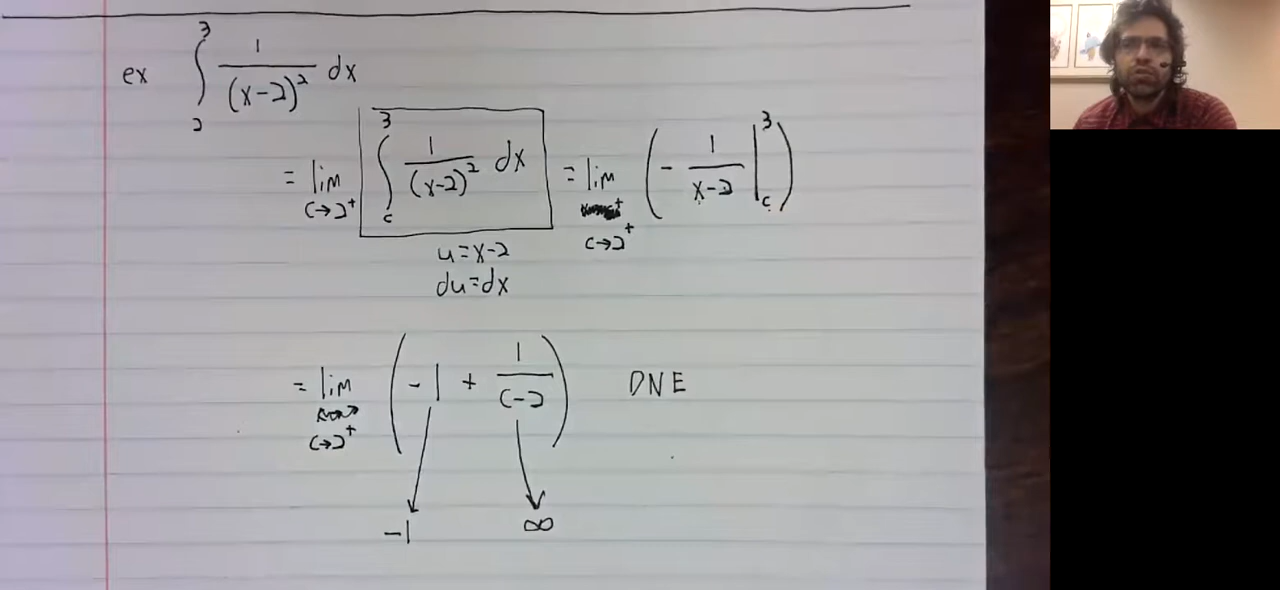 ex ∫₂³ 1/(x-2)² dx
= lim c→2⁺ ∫_c³ 1/(x-2)² dx = lim c→2⁺ (- 1/(x-2) |_c³)
u=x-2
du=dx
= lim c→2⁺ (-1 + 1/(c-2)) DNE
-1 ∞